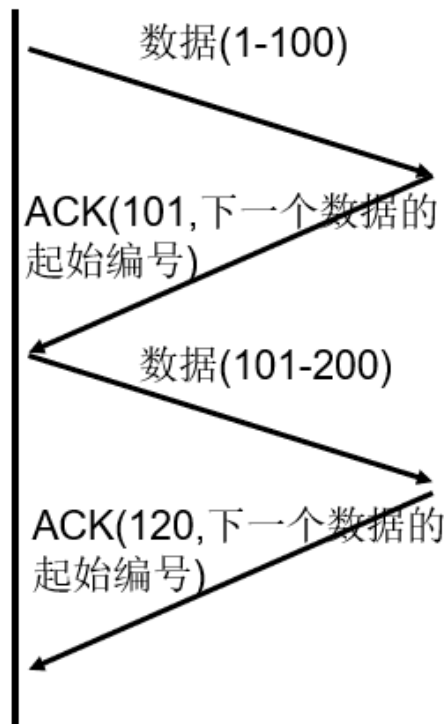 数据(1-100)
ACK(101,下一个数据的
起始编号)
数据(101-200)
ACK(120,下一个数据的
起始编号)